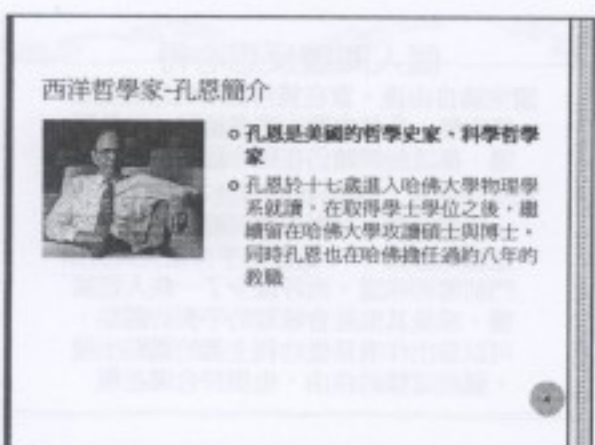 西洋哲學家-孔恩簡介
孔恩是美國的哲學史家、科學哲學
家
孔恩於十七歲進入哈佛大學物理學
系就讀，在取得學士學位之後，繼
續留在哈佛大學攻讀碩士與博士。
同時孔恩也在哈佛擔任過約八年的
教職